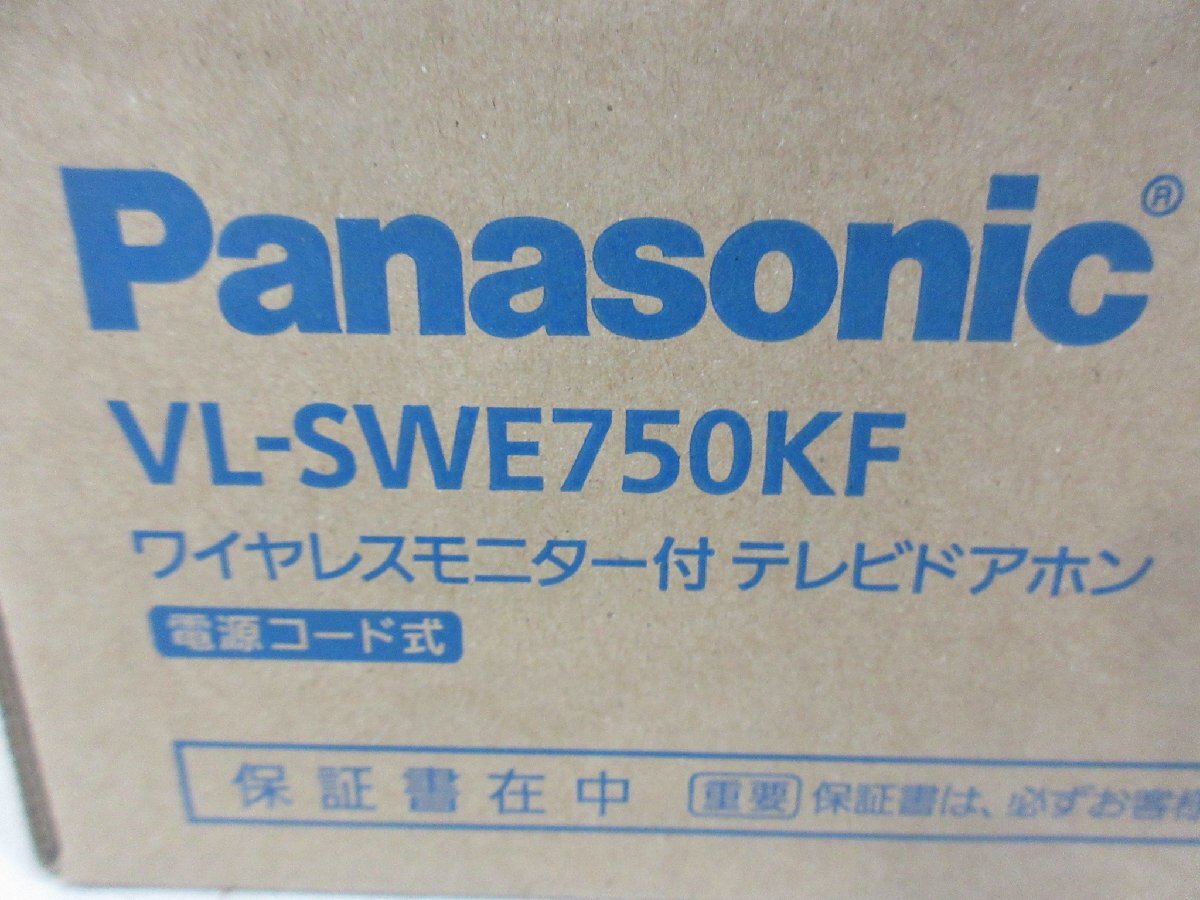 Panasonic®
VL-SWE750KF
ワイヤレスモニター付 テレビドアホン
電源コード式
保証書在中 重要 保証書は、必ずお客様